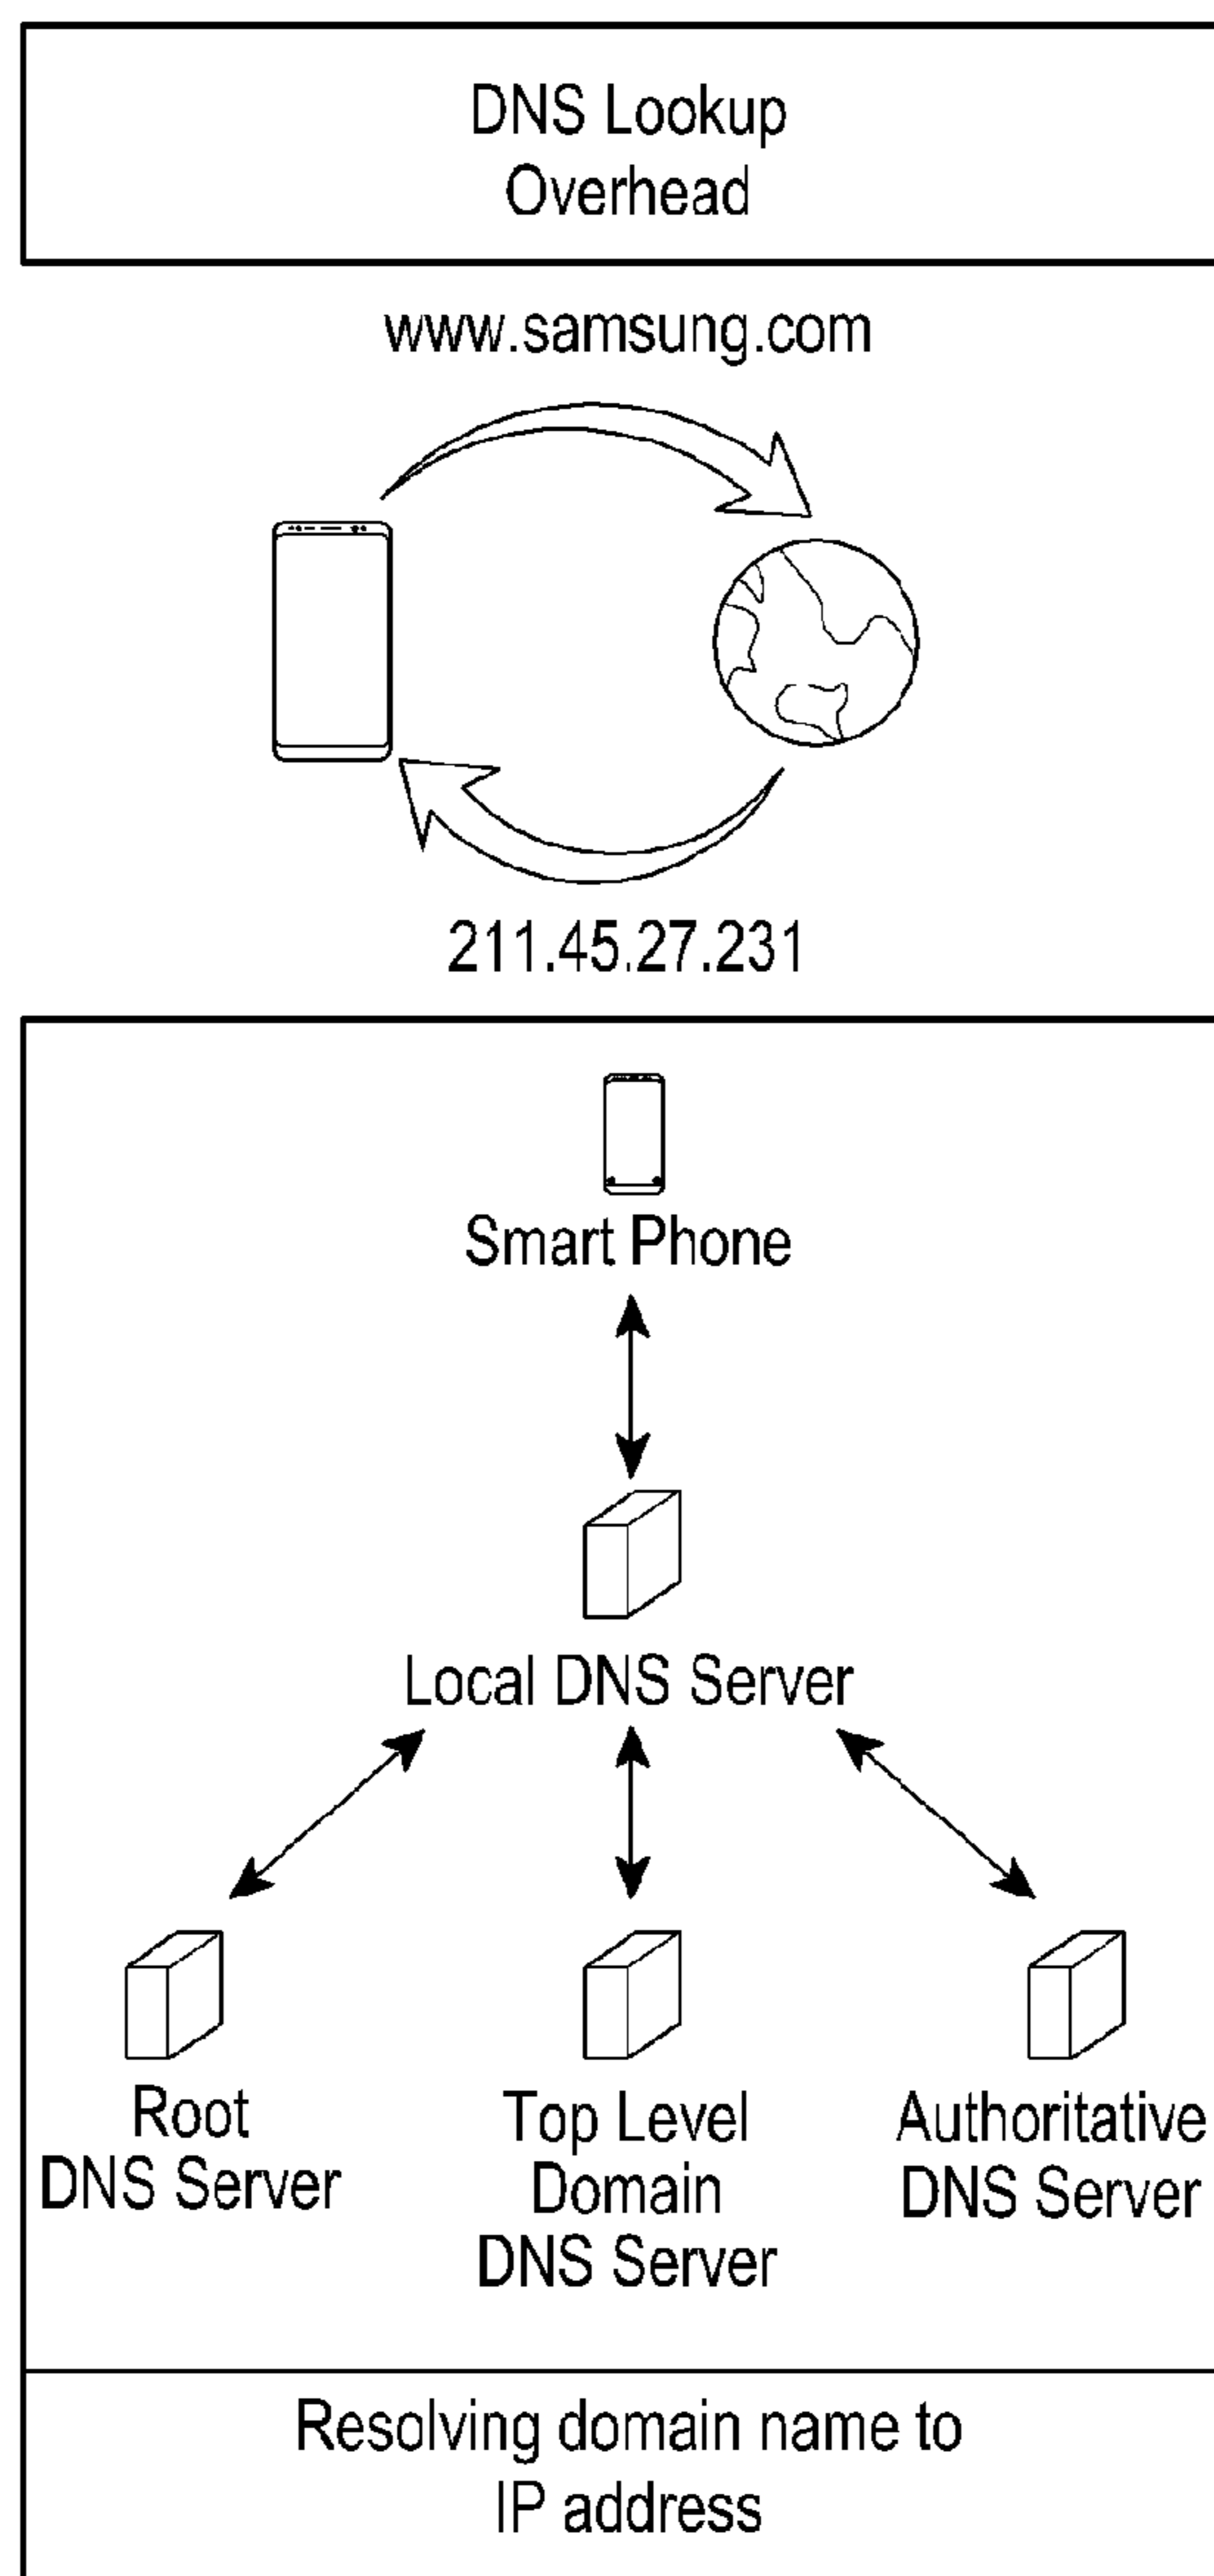 DNS Lookup
Overhead
www.samsung.com
211.45.27.231
Smart Phone
Local DNS Server
Root
DNS Server
Top Level
Domain
DNS Server
Authoritative
DNS Server
Resolving domain name to
IP address